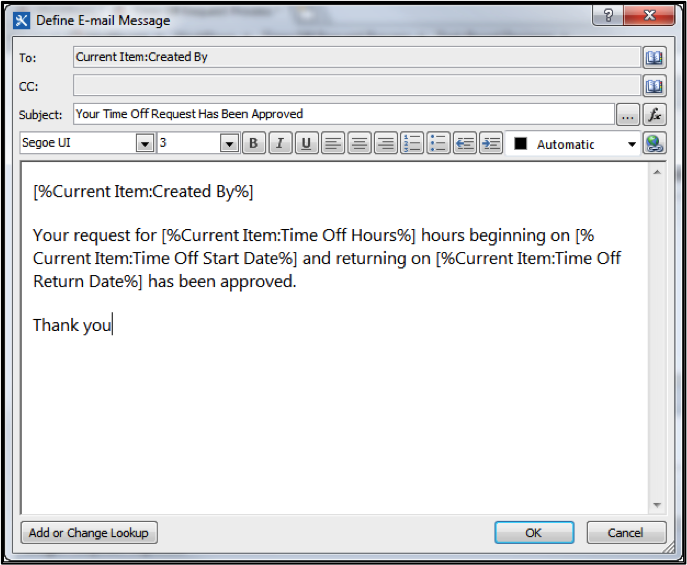 Define E-mail Message
To: Current Item:Created By
CC:
Subject: Your Time Off Request Has Been Approved ... fx
Segoe UI 3 B I U Automatic
[%Current Item:Created By%]
Your request for [%Current Item:Time Off Hours%] hours beginning on [%
Current Item:Time Off Start Date%] and returning on [%Current Item:Time Off
Return Date%] has been approved.
Thank you
Add or Change Lookup OK Cancel